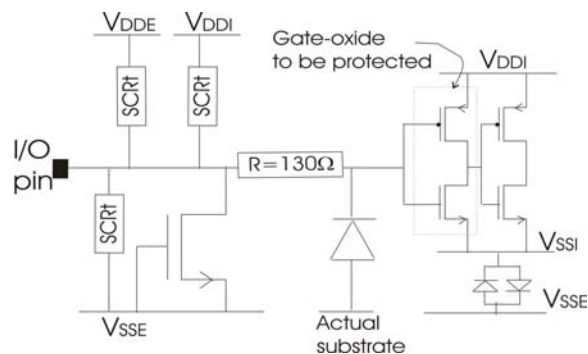 VDDE
VDDI
Gate-oxide
to be protected
VDDI
SCRt
SCRt
I/O
pin
R=130Ω
SCRt
VSSI
VSSE
VSSE
Actual
substrate